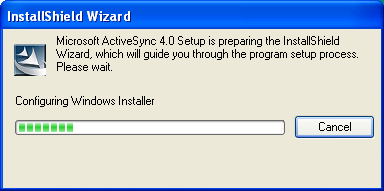 InstallShield Wizard
Microsoft ActiveSync 4.0 Setup is preparing the InstallShield
Wizard, which will guide you through the program setup process.
Please wait.
Configuring Windows Installer
Cancel